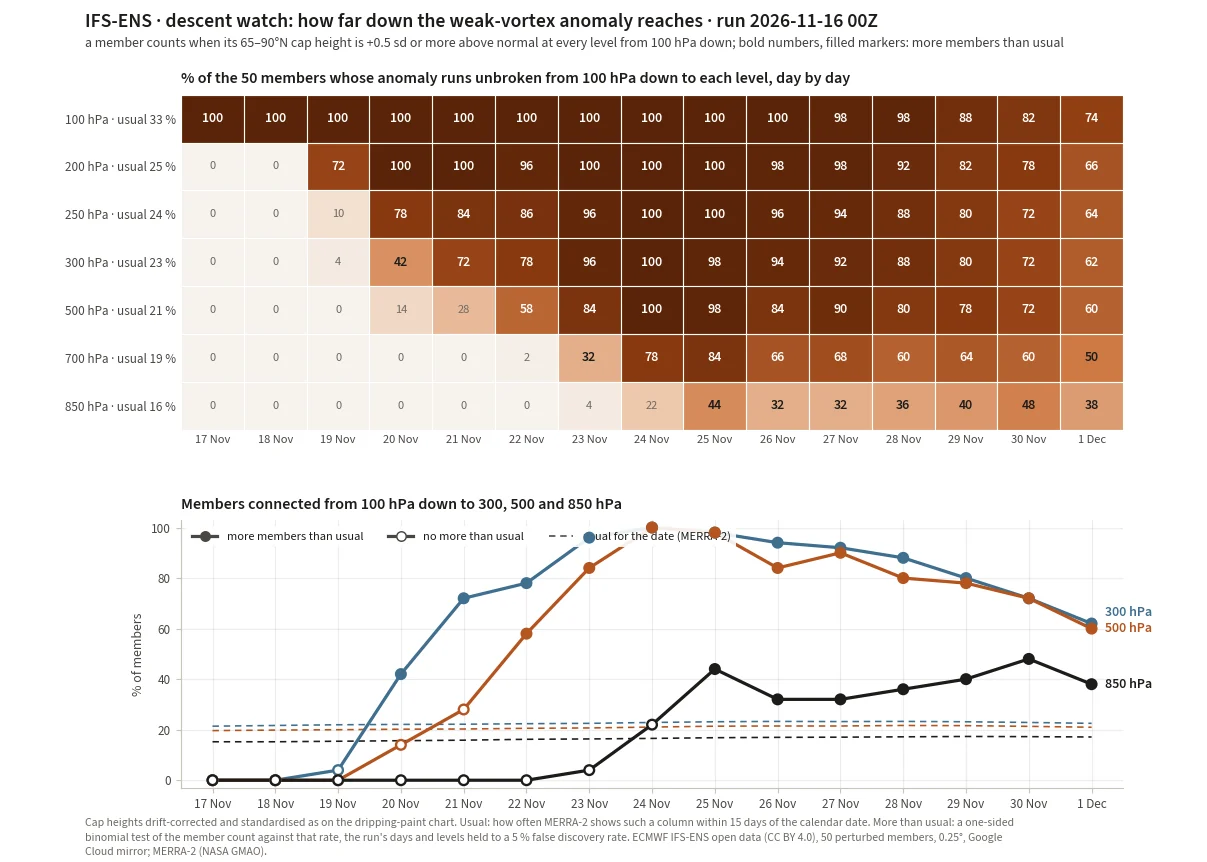 IFS-ENS · descent watch: how far down the weak-vortex anomaly reaches · run 2026-11-16 00Z
a member counts when its 65–90°N cap height is +0.5 sd or more above normal at every level from 100 hPa down; bold numbers, filled markers: more members than usual
% of the 50 members whose anomaly runs unbroken from 100 hPa down to each level, day by day
100 hPa · usual 33 % 100 100 100 100 100 100 100 100 100 100 98 98 88 82 74
200 hPa · usual 25 % 0 0 72 100 100 96 100 100 100 98 98 92 82 78 66
250 hPa · usual 24 % 0 0 10 78 84 86 96 100 100 96 94 88 80 72 64
300 hPa · usual 23 % 0 0 4 42 72 78 96 100 98 94 92 88 80 72 62
500 hPa · usual 21 % 0 0 0 14 28 58 84 100 98 84 90 80 78 72 60
700 hPa · usual 19 % 0 0 0 0 0 2 32 78 84 66 68 60 64 60 50
850 hPa · usual 16 % 0 0 0 0 0 0 4 22 44 32 32 36 40 48 38
17 Nov 18 Nov 19 Nov 20 Nov 21 Nov 22 Nov 23 Nov 24 Nov 25 Nov 26 Nov 27 Nov 28 Nov 29 Nov 30 Nov 1 Dec
Members connected from 100 hPa down to 300, 500 and 850 hPa
more members than usual no more than usual ual for the date (MERRA-2)
% of members
100
80
60
40
20
0
300 hPa
500 hPa
850 hPa
17 Nov 18 Nov 19 Nov 20 Nov 21 Nov 22 Nov 23 Nov 24 Nov 25 Nov 26 Nov 27 Nov 28 Nov 29 Nov 30 Nov 1 Dec
Cap heights drift-corrected and standardised as on the dripping-paint chart. Usual: how often MERRA-2 shows such a column within 15 days of the calendar date. More than usual: a one-sided
binomial test of the member count against that rate, the run's days and levels held to a 5 % false discovery rate. ECMWF IFS-ENS open data (CC BY 4.0), 50 perturbed members, 0.25°, Google
Cloud mirror; MERRA-2 (NASA GMAO).